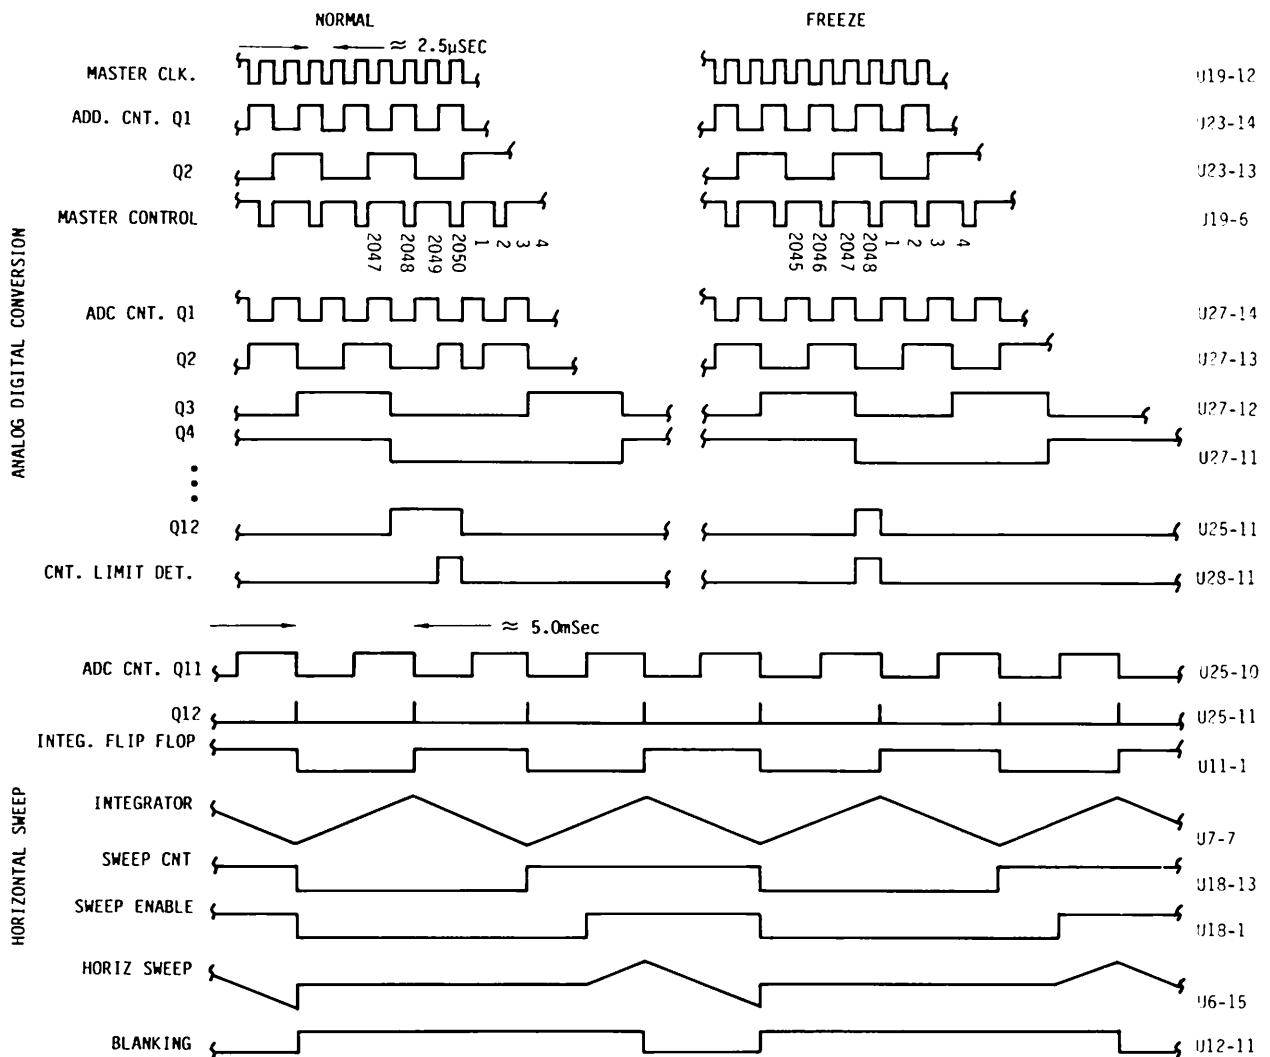 NORMAL FREEZE
≈ 2.5µSEC
MASTER CLK. U19-12
ADD. CNT. Q1 U23-14
Q2 U23-13
MASTER CONTROL J19-6
2047 2048 2049 2050 1 2 3 4 2045 2046 2047 2048 1 2 3 4
ANALOG DIGITAL CONVERSION
ADC CNT. Q1 U27-14
Q2 U27-13
Q3 U27-12
Q4 U27-11
Q12 U25-11
CNT. LIMIT DET. U28-11
≈ 5.0mSec
ADC CNT. Q11 U25-10
Q12 U25-11
INTEG. FLIP FLOP U11-1
HORIZONTAL SWEEP
INTEGRATOR U7-7
SWEEP CNT U18-13
SWEEP ENABLE U18-1
HORIZ SWEEP U6-15
BLANKING U12-11